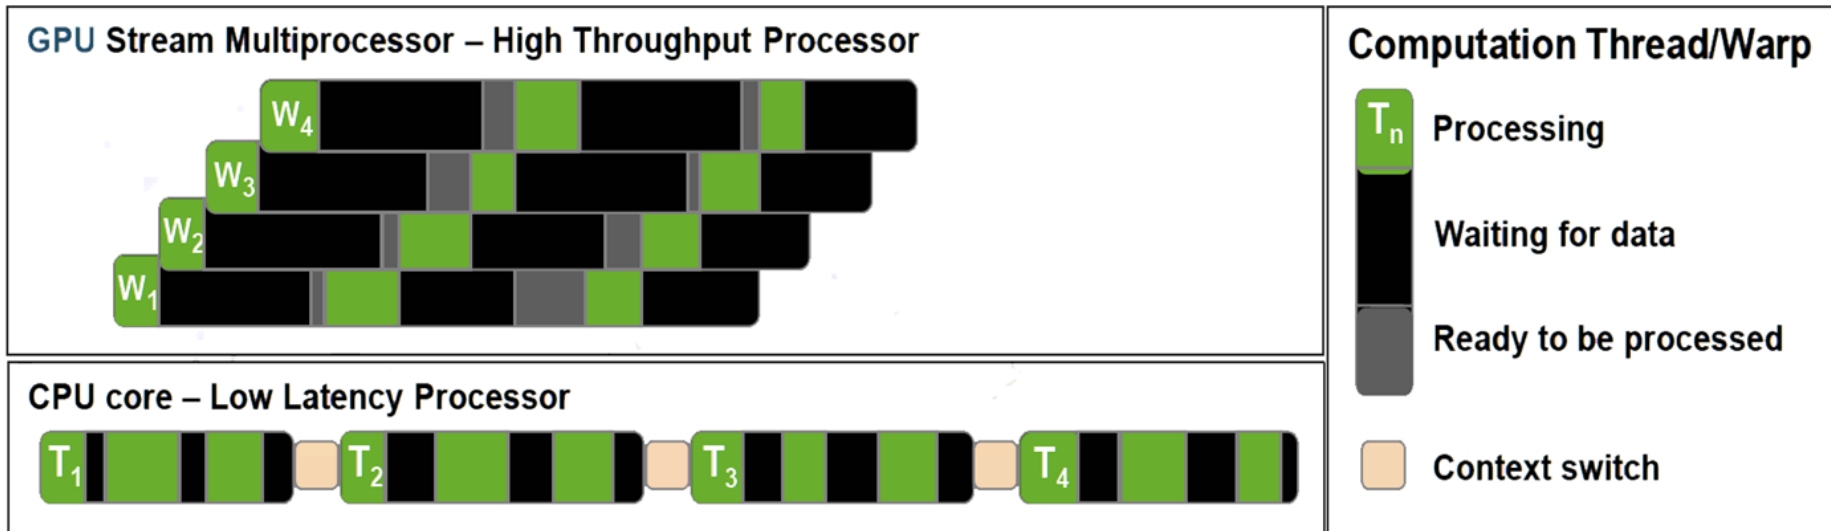 GPU Stream Multiprocessor – High Throughput Processor
W4
W3
W2
W1
CPU core – Low Latency Processor
T1
T2
T3
T4
Computation Thread/Warp
Tn
Processing
Waiting for data
Ready to be processed
Context switch